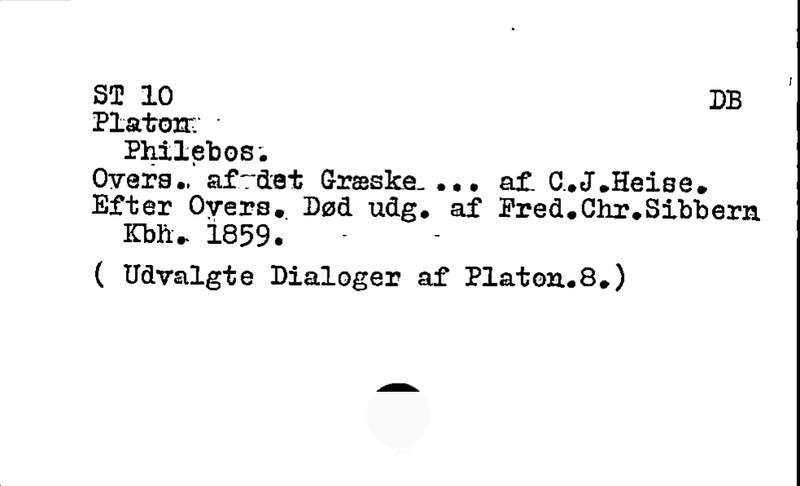 ST 10 DB
Platon.
Philebos.
Overs. af det Græske ... af C.J.Heise.
Efter Overs. Død udg. af Fred.Chr.Sibbern
Kbh. 1859.
( Udvalgte Dialoger af Platon.8.)